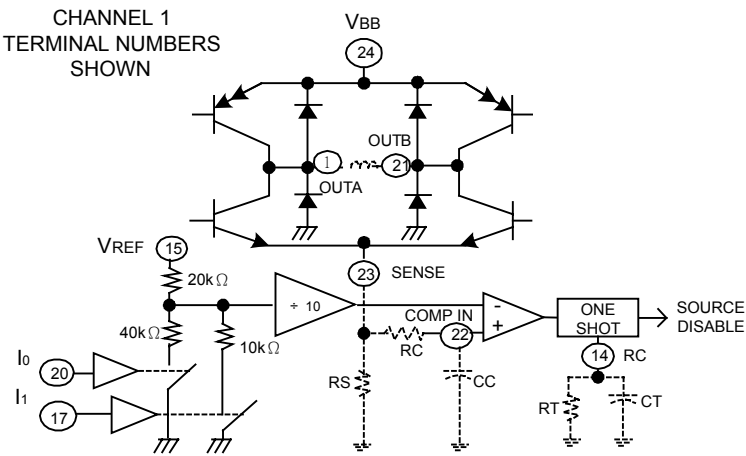 CHANNEL 1
TERMINAL NUMBERS
SHOWN
VBB
24
OUTB
1
21
OUTA
VREF
15
20kΩ
23
SENSE
÷ 10
COMP IN
-
+
22
ONE
SHOT
SOURCE
DISABLE
40kΩ
10kΩ
RC
14
RC
I0
20
I1
17
RS
CC
RT
CT